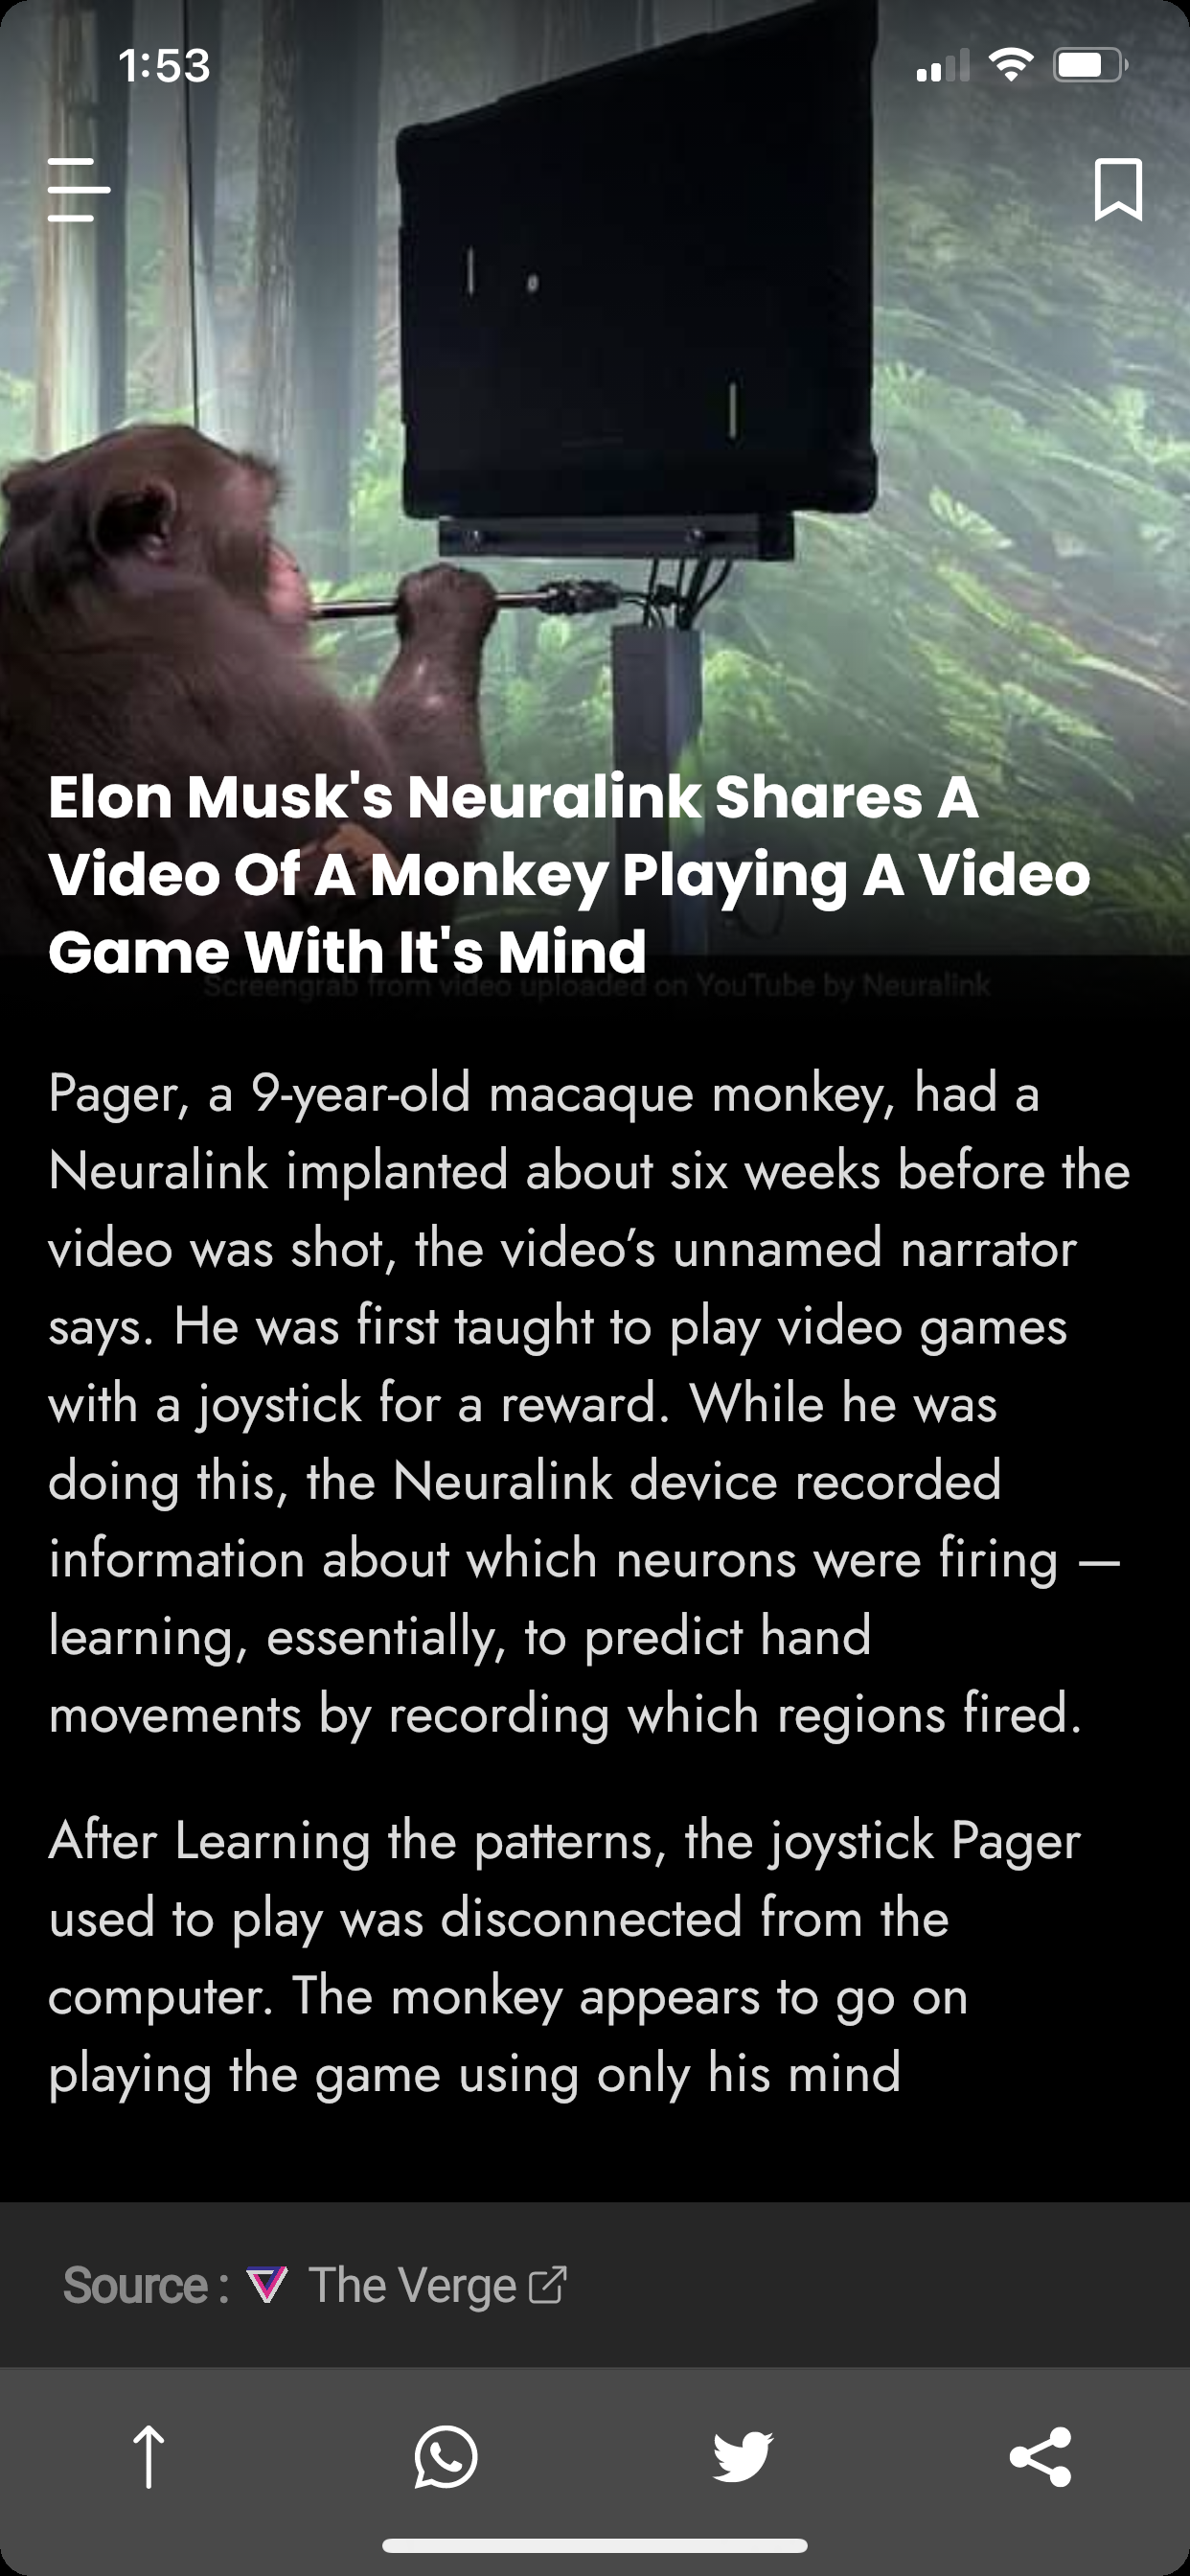 1:53
Elon Musk's Neuralink Shares A
Video Of A Monkey Playing A Video
Game With It's Mind
Screengrab from video uploaded on YouTube by Neuralink
Pager, a 9-year-old macaque monkey, had a
Neuralink implanted about six weeks before the
video was shot, the video’s unnamed narrator
says. He was first taught to play video games
with a joystick for a reward. While he was
doing this, the Neuralink device recorded
information about which neurons were firing —
learning, essentially, to predict hand
movements by recording which regions fired.
After Learning the patterns, the joystick Pager
used to play was disconnected from the
computer. The monkey appears to go on
playing the game using only his mind
Source : The Verge